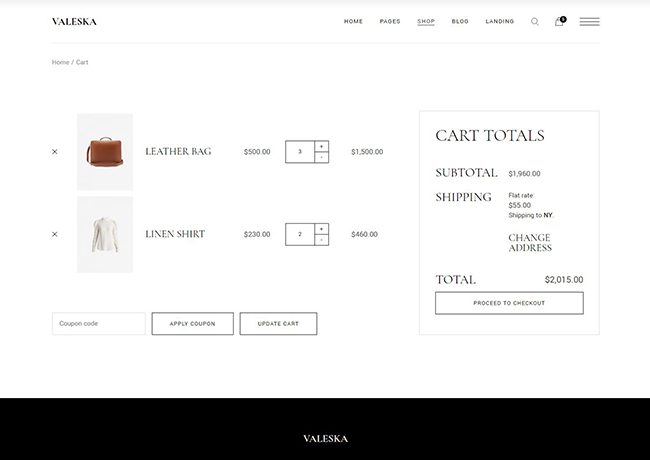 VALESKA
HOME PAGES SHOP BLOG LANDING
Home / Cart
× LEATHER BAG $500.00 3 + - $1,500.00
× LINEN SHIRT $230.00 2 + - $460.00
Coupon code APPLY COUPON UPDATE CART
CART TOTALS
SUBTOTAL $1,960.00
SHIPPING Flat rate:
$55.00
Shipping to NY.
CHANGE
ADDRESS
TOTAL $2,015.00
PROCEED TO CHECKOUT
VALESKA